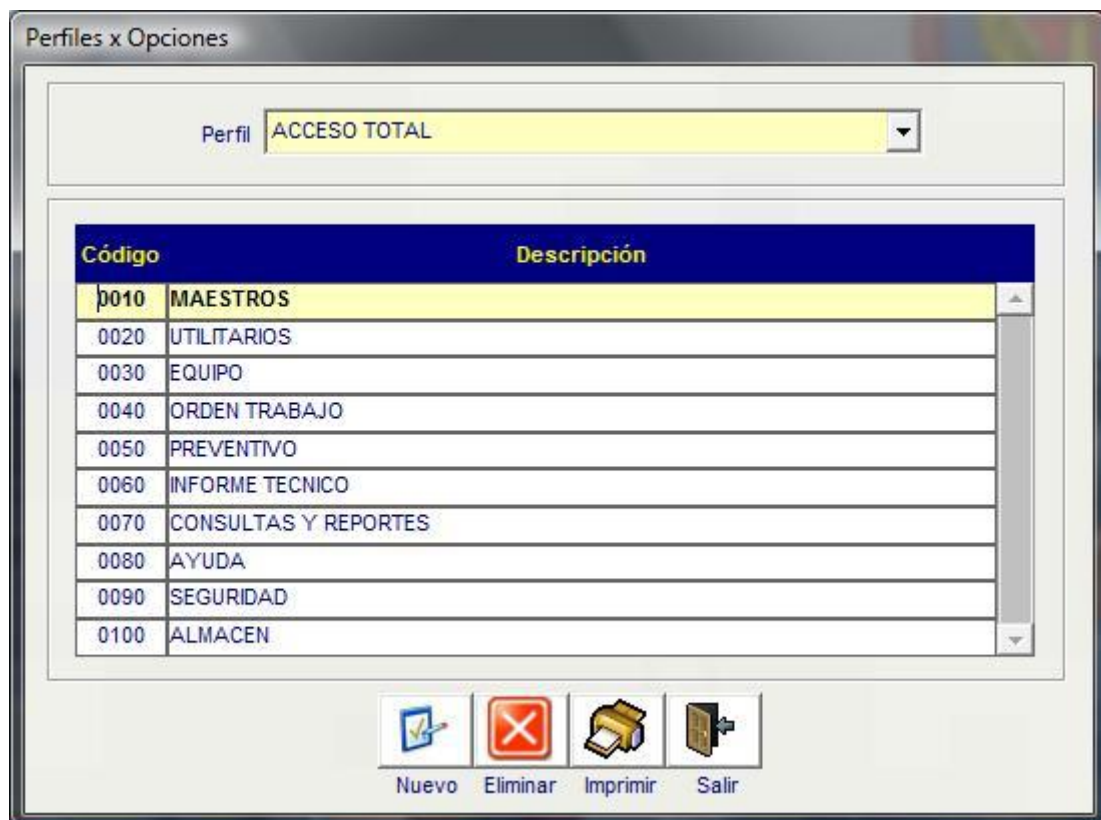 Perfiles x Opciones
Perfil ACCESO TOTAL
Código Descripción
0010 MAESTROS
0020 UTILITARIOS
0030 EQUIPO
0040 ORDEN TRABAJO
0050 PREVENTIVO
0060 INFORME TECNICO
0070 CONSULTAS Y REPORTES
0080 AYUDA
0090 SEGURIDAD
0100 ALMACEN
Nuevo Eliminar Imprimir Salir